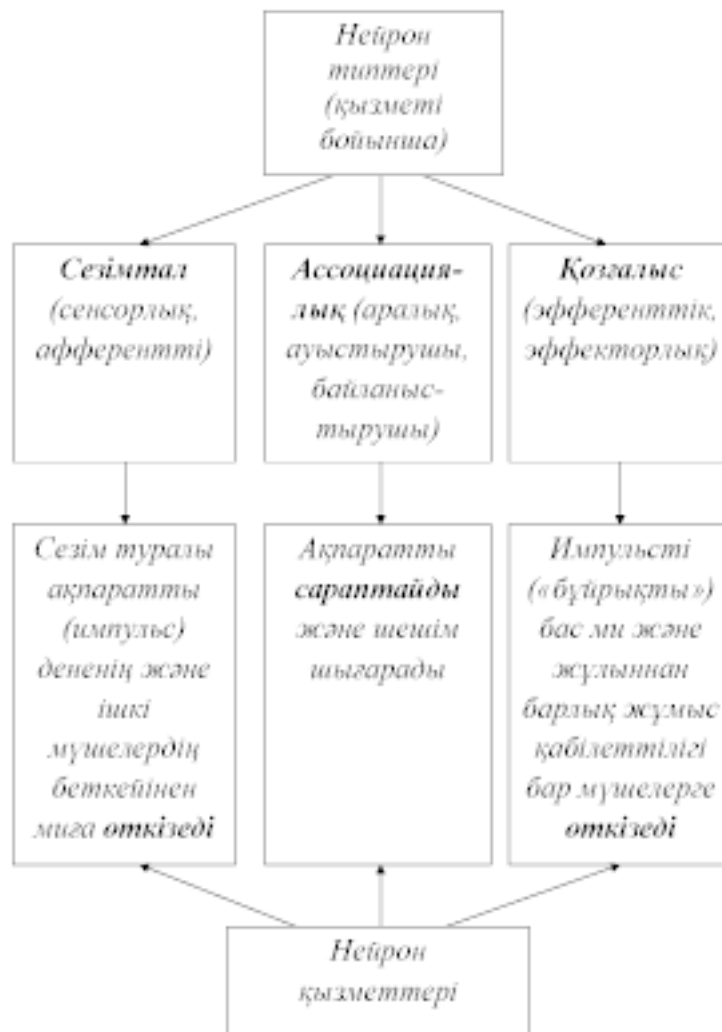 Нейрон
типтері
(қызметі
бойынша)
Сезімтал
(сенсорлық,
афферентті)
Ассоциация-
лық (аралық,
ауыстырушы,
байланыс-
тырушы)
Қозғалыс
(эфференттік,
эффекторлық)
Сезім туралы
ақпаратты
(импульс)
дененің және
ішкі
мүшелердің
беткейінен
миға өткізеді
Ақпаратты
сараптайды
және шешім
шығарады
Импульсті
(«бұйрықты»)
бас ми және
жұлыннан
барлық жұмыс
қабілеттілігі
бар мүшелерге
өткізеді
Нейрон
қызметтері